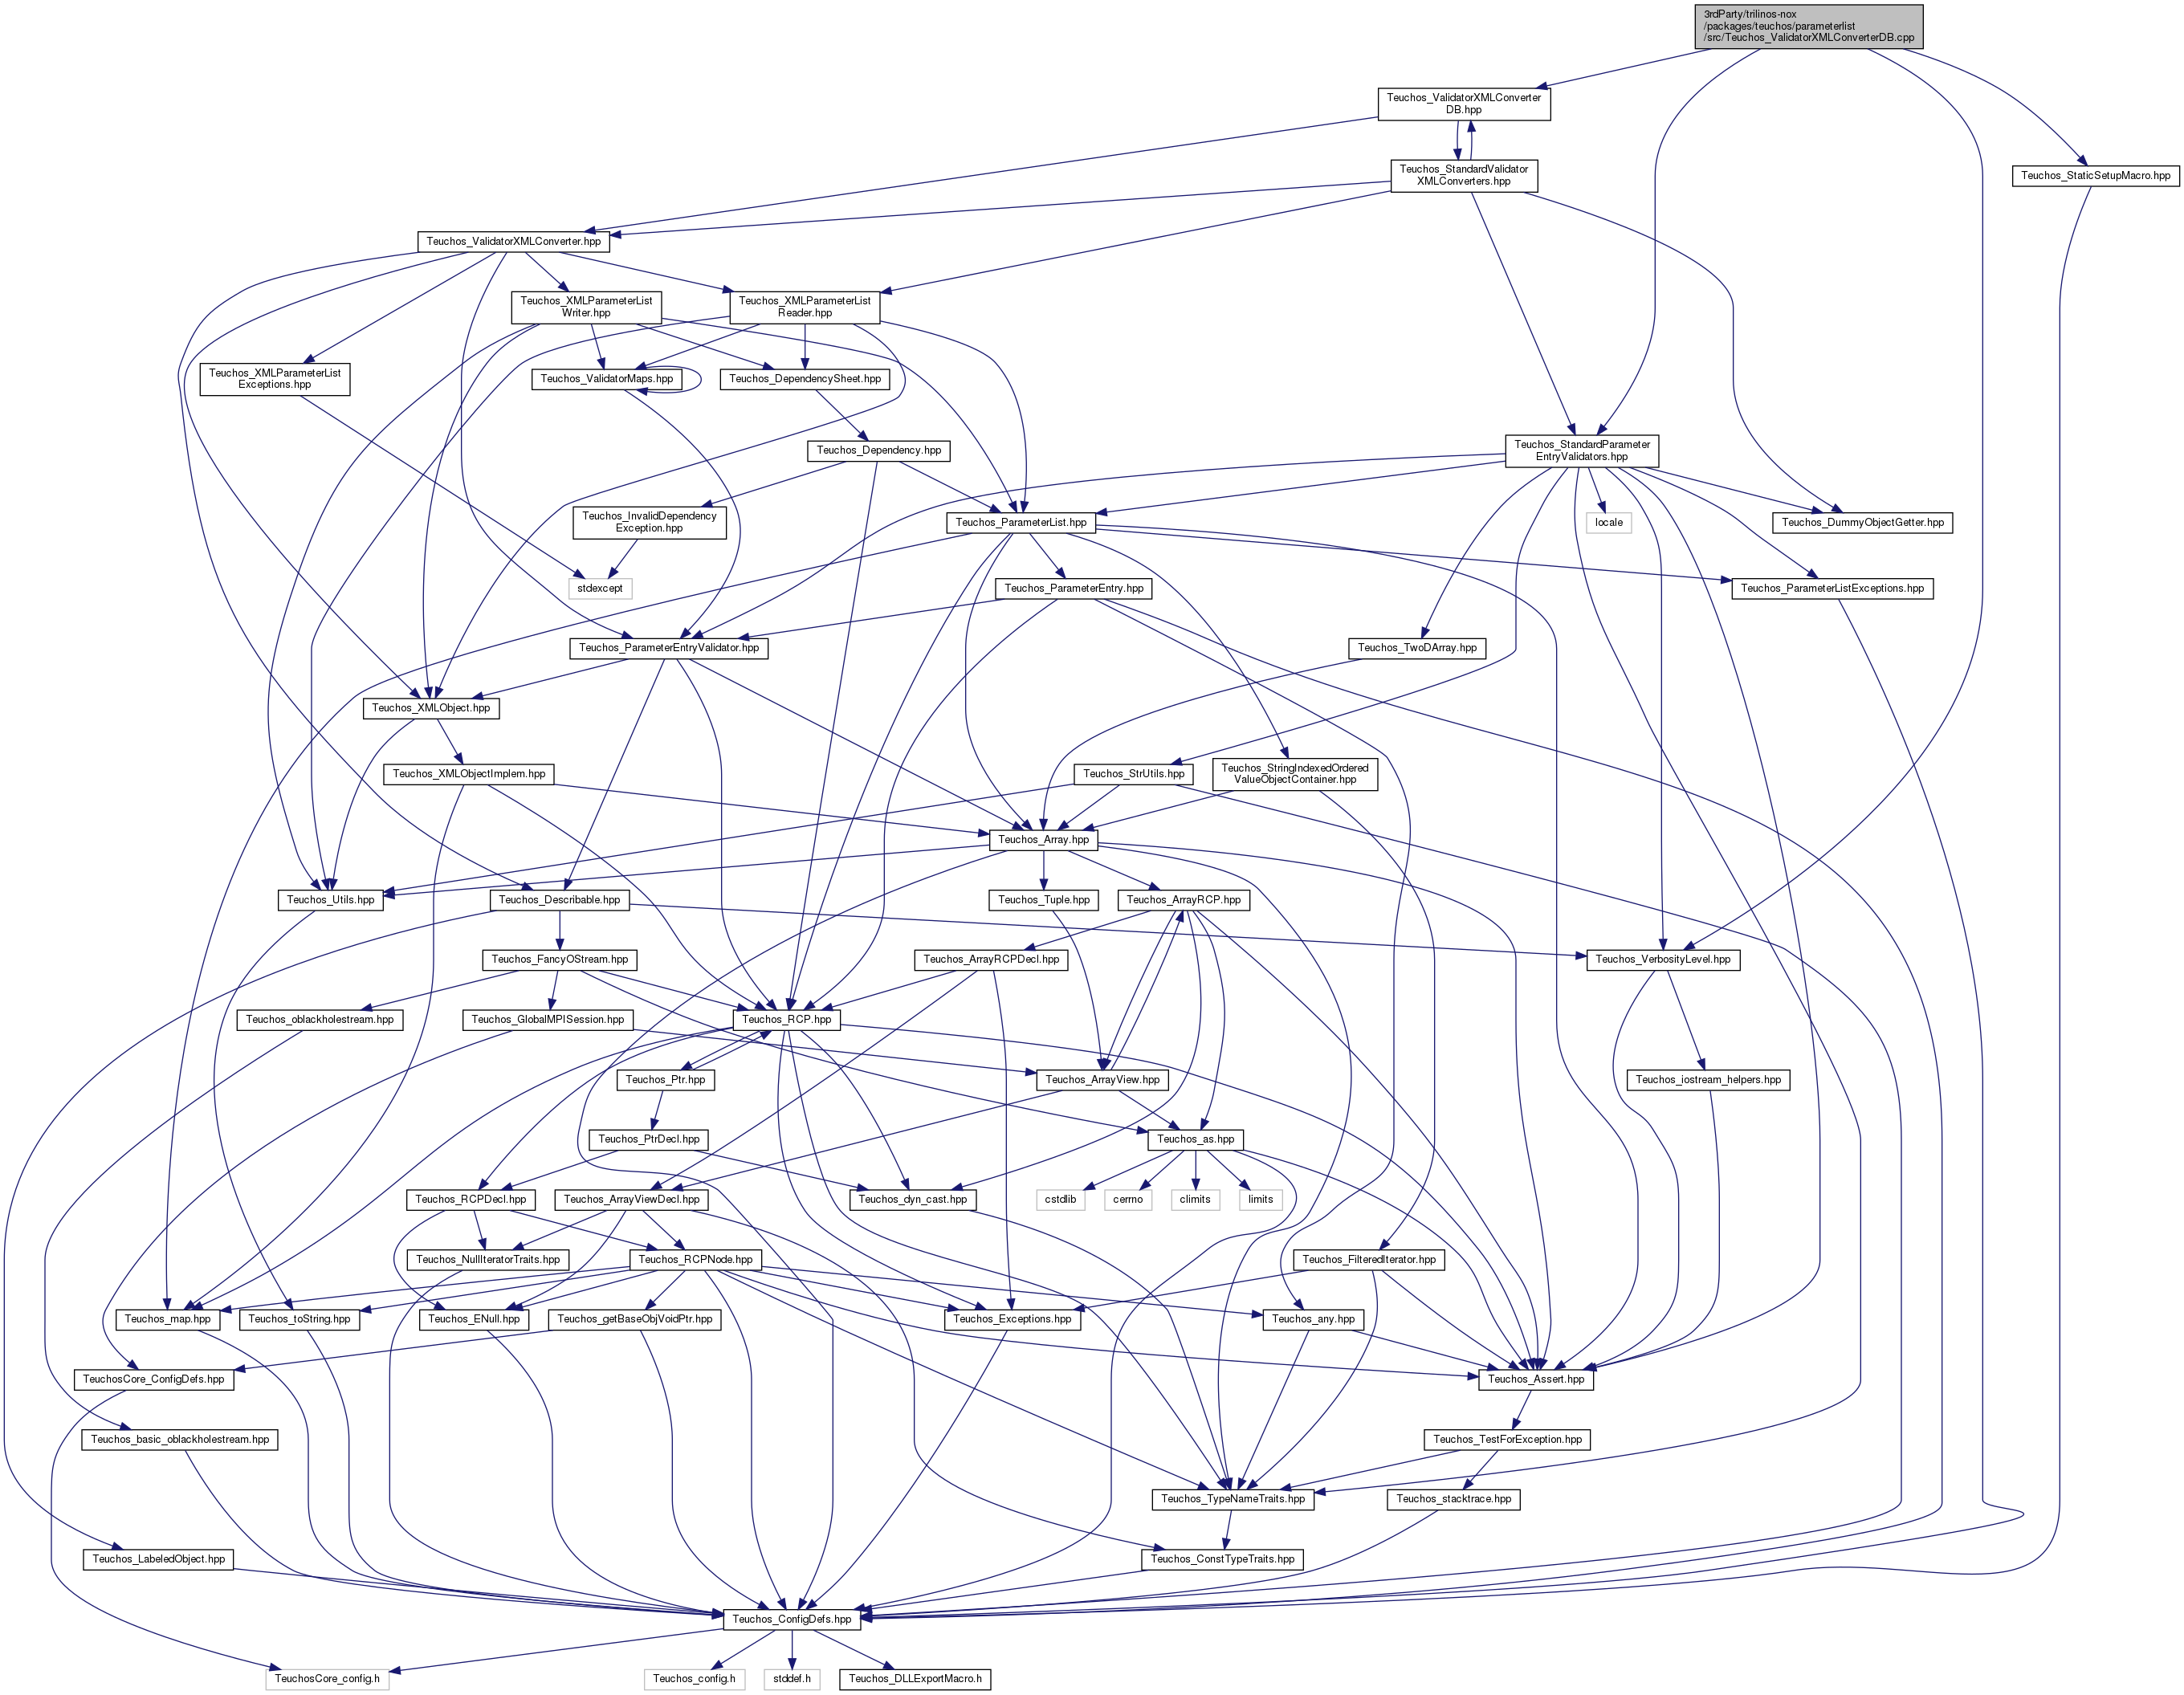 3rdParty/trilinos-nox
/packages/teuchos/parameterlist
/src/Teuchos_ValidatorXMLConverterDB.cpp
Teuchos_ValidatorXMLConverter
DB.hpp
Teuchos_StandardValidator
XMLConverters.hpp
Teuchos_StaticSetupMacro.hpp
Teuchos_ValidatorXMLConverter.hpp
Teuchos_XMLParameterList
Writer.hpp
Teuchos_XMLParameterList
Reader.hpp
Teuchos_XMLParameterList
Exceptions.hpp
Teuchos_ValidatorMaps.hpp
Teuchos_DependencySheet.hpp
Teuchos_Dependency.hpp
Teuchos_StandardParameter
EntryValidators.hpp
Teuchos_InvalidDependency
Exception.hpp
Teuchos_ParameterList.hpp
locale
Teuchos_DummyObjectGetter.hpp
stdexcept
Teuchos_ParameterEntry.hpp
Teuchos_ParameterListExceptions.hpp
Teuchos_ParameterEntryValidator.hpp
Teuchos_TwoDArray.hpp
Teuchos_XMLObject.hpp
Teuchos_XMLObjectImplem.hpp
Teuchos_StrUtils.hpp
Teuchos_StringIndexedOrdered
ValueObjectContainer.hpp
Teuchos_Array.hpp
Teuchos_Utils.hpp
Teuchos_Describable.hpp
Teuchos_Tuple.hpp
Teuchos_ArrayRCP.hpp
Teuchos_FancyOStream.hpp
Teuchos_ArrayRCPDecl.hpp
Teuchos_VerbosityLevel.hpp
Teuchos_oblackholestream.hpp
Teuchos_GlobalMPISession.hpp
Teuchos_RCP.hpp
Teuchos_Ptr.hpp
Teuchos_ArrayView.hpp
Teuchos_iostream_helpers.hpp
Teuchos_PtrDecl.hpp
Teuchos_as.hpp
Teuchos_RCPDecl.hpp
Teuchos_ArrayViewDecl.hpp
Teuchos_dyn_cast.hpp
cstdlib
cerrno
climits
limits
Teuchos_NullIteratorTraits.hpp
Teuchos_RCPNode.hpp
Teuchos_FilteredIterator.hpp
Teuchos_map.hpp
Teuchos_toString.hpp
Teuchos_ENull.hpp
Teuchos_getBaseObjVoidPtr.hpp
Teuchos_Exceptions.hpp
Teuchos_any.hpp
TeuchosCore_ConfigDefs.hpp
Teuchos_Assert.hpp
Teuchos_basic_oblackholestream.hpp
Teuchos_TestForException.hpp
Teuchos_TypeNameTraits.hpp
Teuchos_stacktrace.hpp
Teuchos_LabeledObject.hpp
Teuchos_ConstTypeTraits.hpp
Teuchos_ConfigDefs.hpp
TeuchosCore_config.h
Teuchos_config.h
stddef.h
Teuchos_DLLExportMacro.h